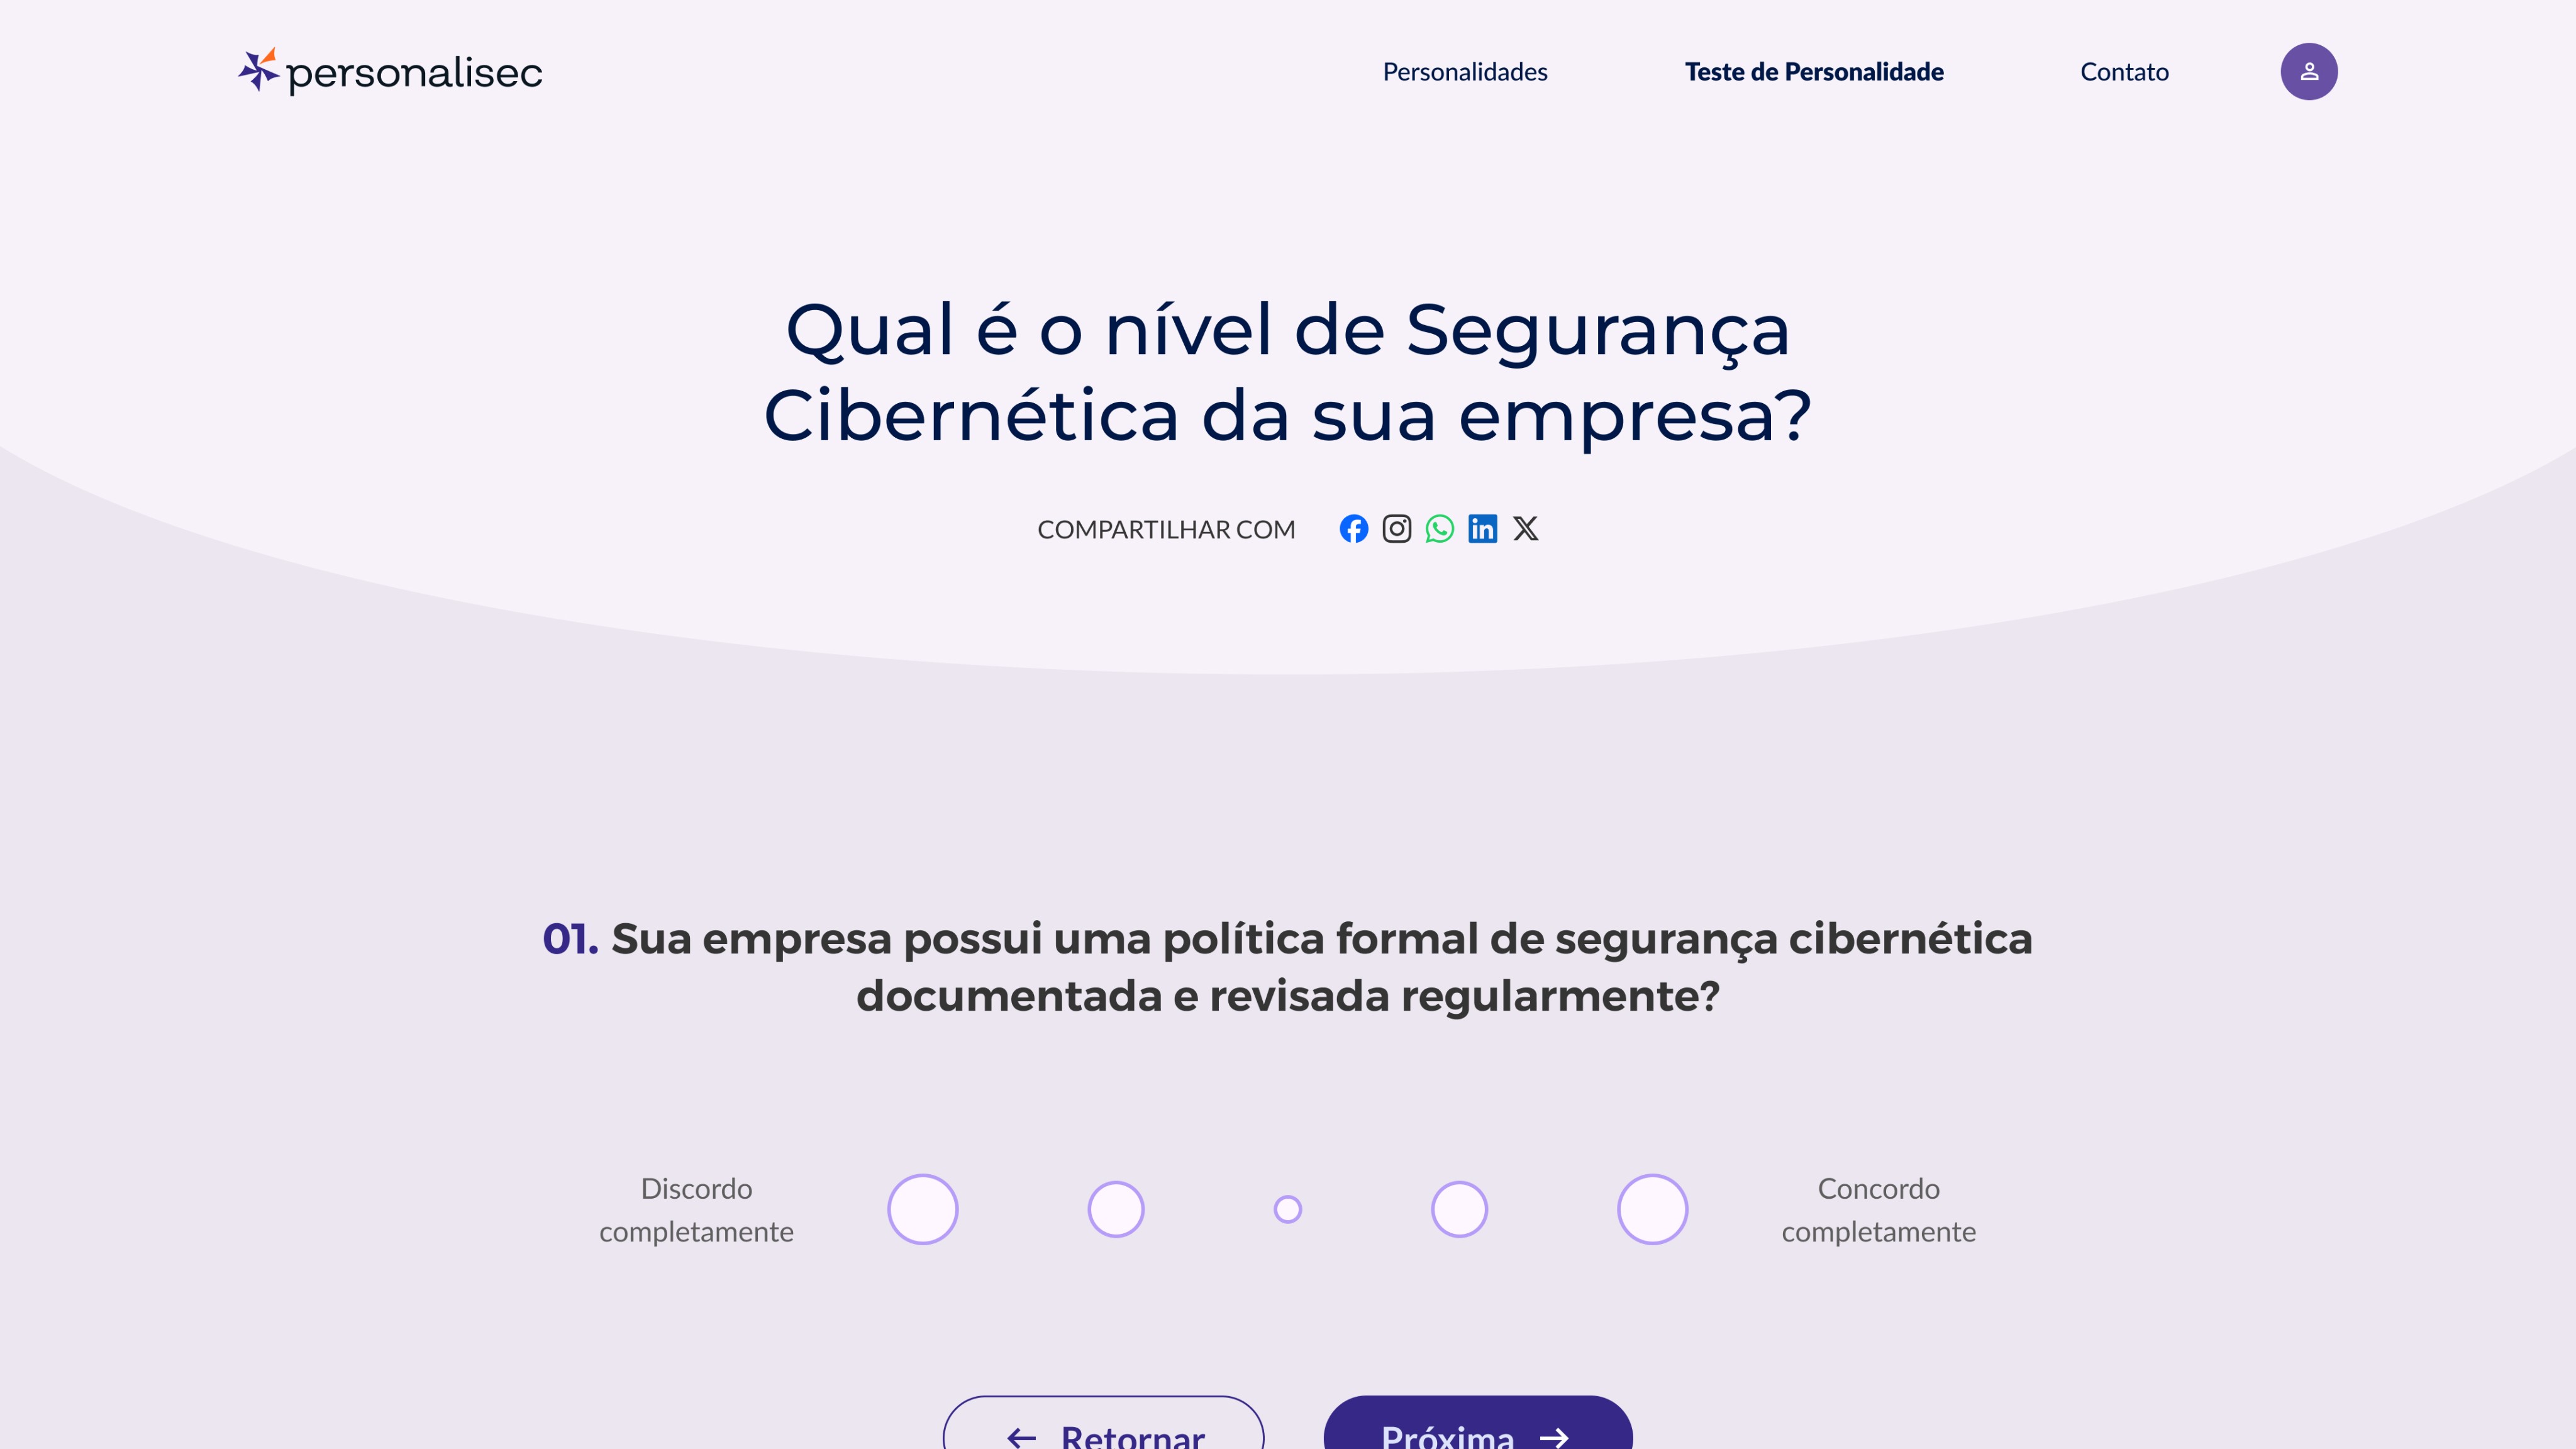 personalisec
Personalidades
Teste de Personalidade
Contato
Qual é o nível de Segurança
Cibernética da sua empresa?
COMPARTILHAR COM
01. Sua empresa possui uma política formal de segurança cibernética
documentada e revisada regularmente?
Discordo
completamente
Concordo
completamente
Retornar
Próxima